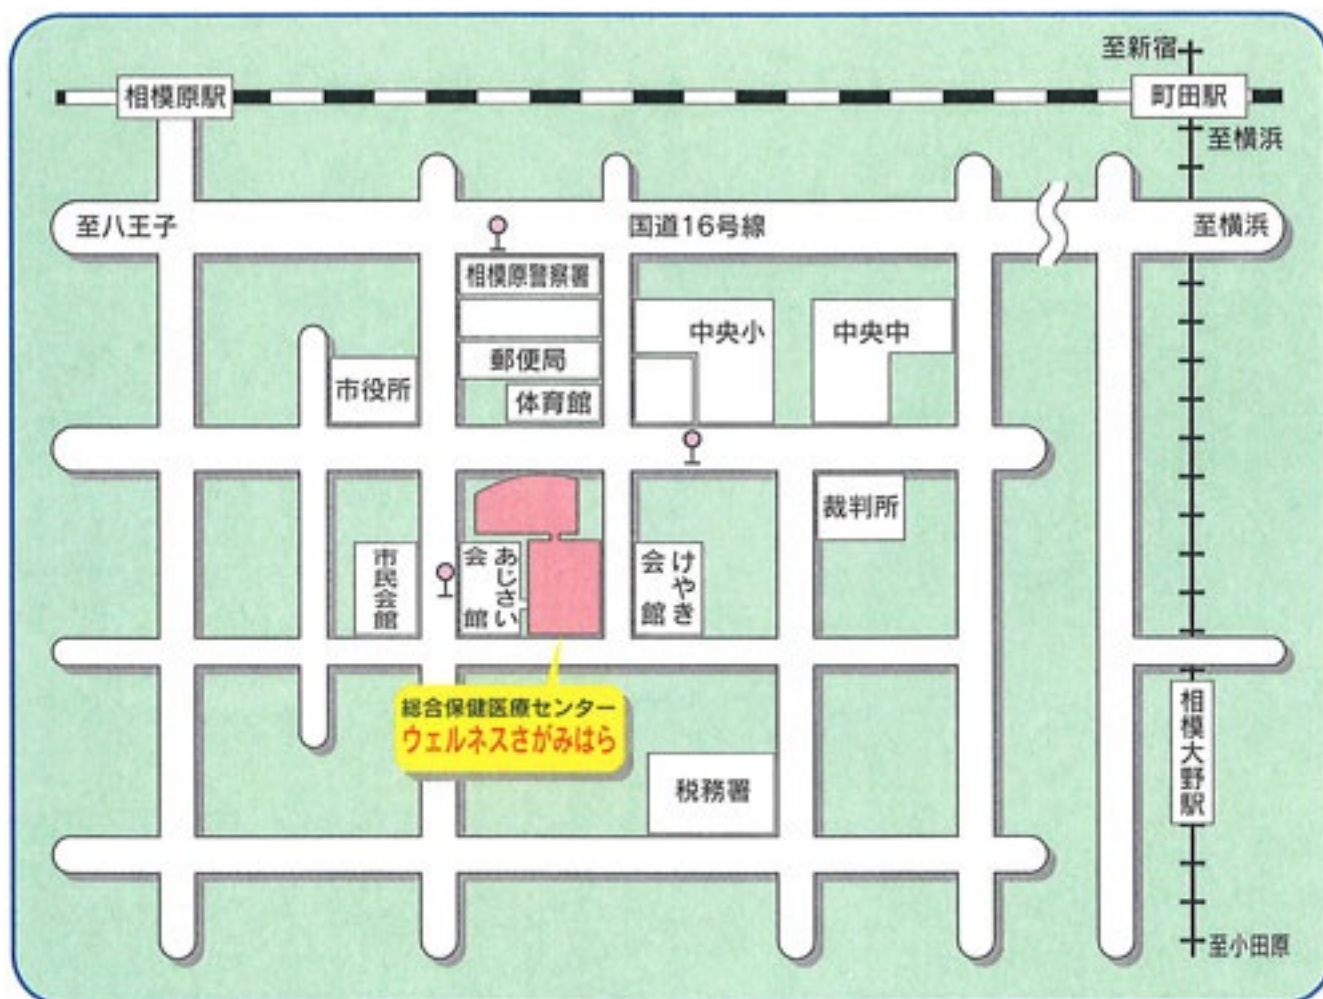 至新宿
相模原駅
町田駅
至横浜
至八王子
国道16号線
至横浜
相模原警察署
中央小
中央中
郵便局
市役所
体育館
裁判所
市民会館
あじさい
会館
けやき
会館
総合保健医療センター
ウェルネスさがみはら
相模大野駅
税務署
至小田原